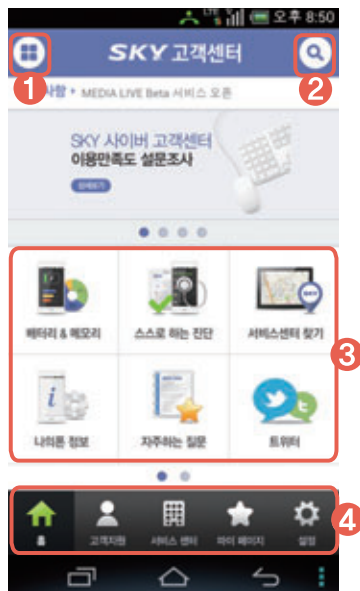 LTE
오후 8:50
SKY 고객센터
1
2
사항 ▸ MEDIA LIVE Beta 서비스 오픈
SKY 사이버 고객센터
이용만족도 설문조사
배터리 & 메모리
스스로 하는 진단
서비스센터 찾기
3
나의폰 정보
자주하는 질문
트위터
4
홈
고객지원
서비스 센터
마이 페이지
설정